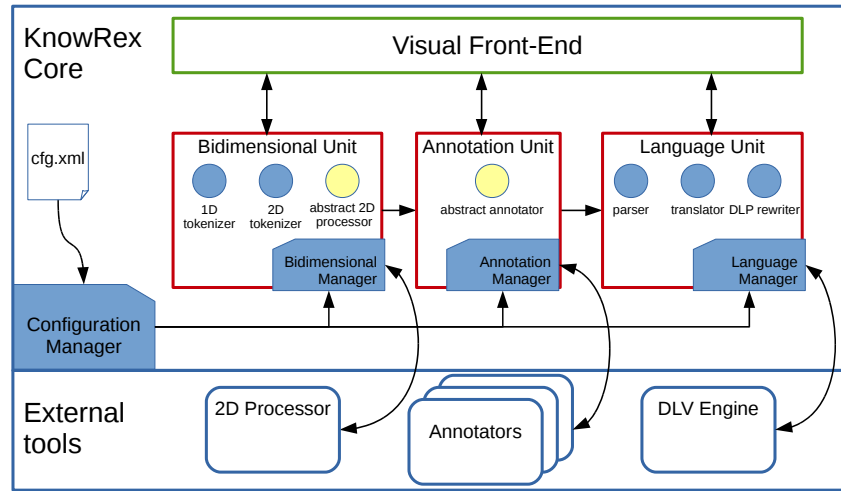 KnowRex
Core
Visual Front-End
cfg.xml
Bidimensional Unit
1D
tokenizer
2D
tokenizer
abstract 2D
processor
Bidimensional
Manager
Annotation Unit
abstract annotator
Annotation
Manager
Language Unit
parser
translator
DLP rewriter
Language
Manager
Configuration
Manager
External
tools
2D Processor
Annotators
DLV Engine